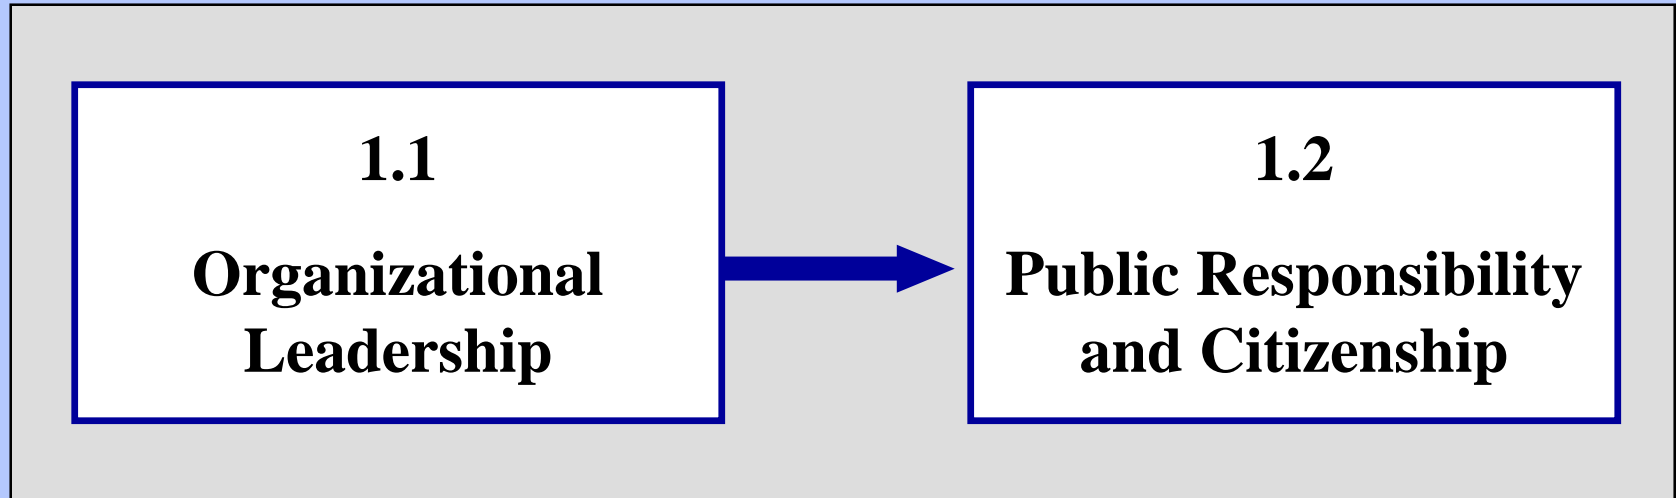 1.1
Organizational
Leadership
1.2
Public Responsibility
and Citizenship